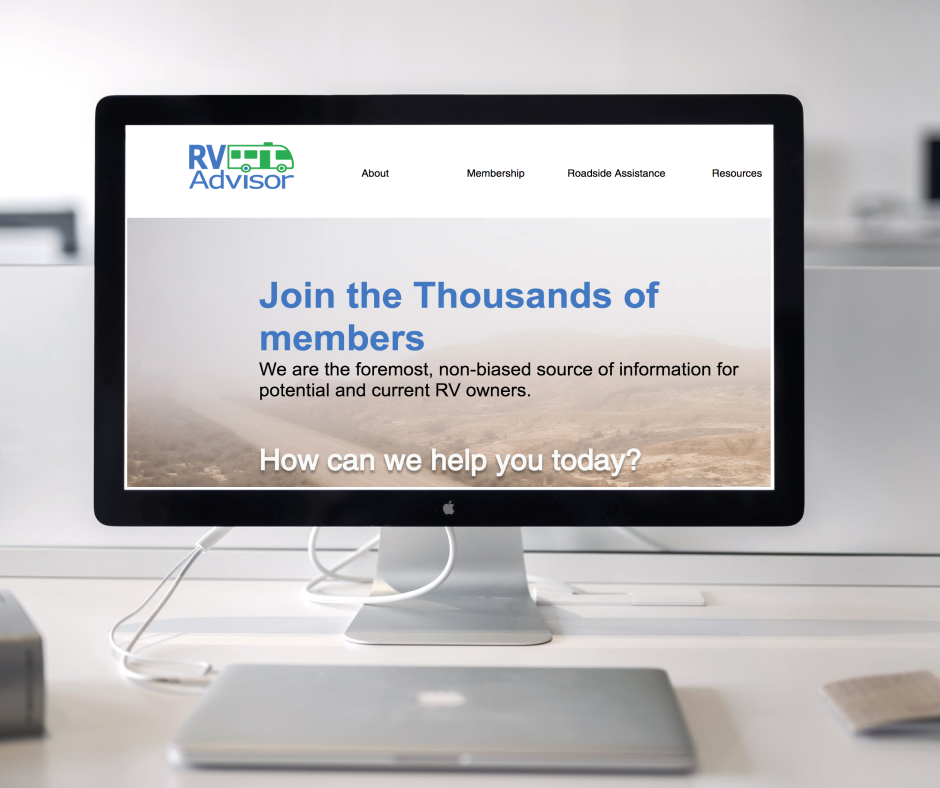 RV
Advisor
About Membership Roadside Assistance Resources
Join the Thousands of
members
We are the foremost, non-biased source of information for
potential and current RV owners.
How can we help you today?